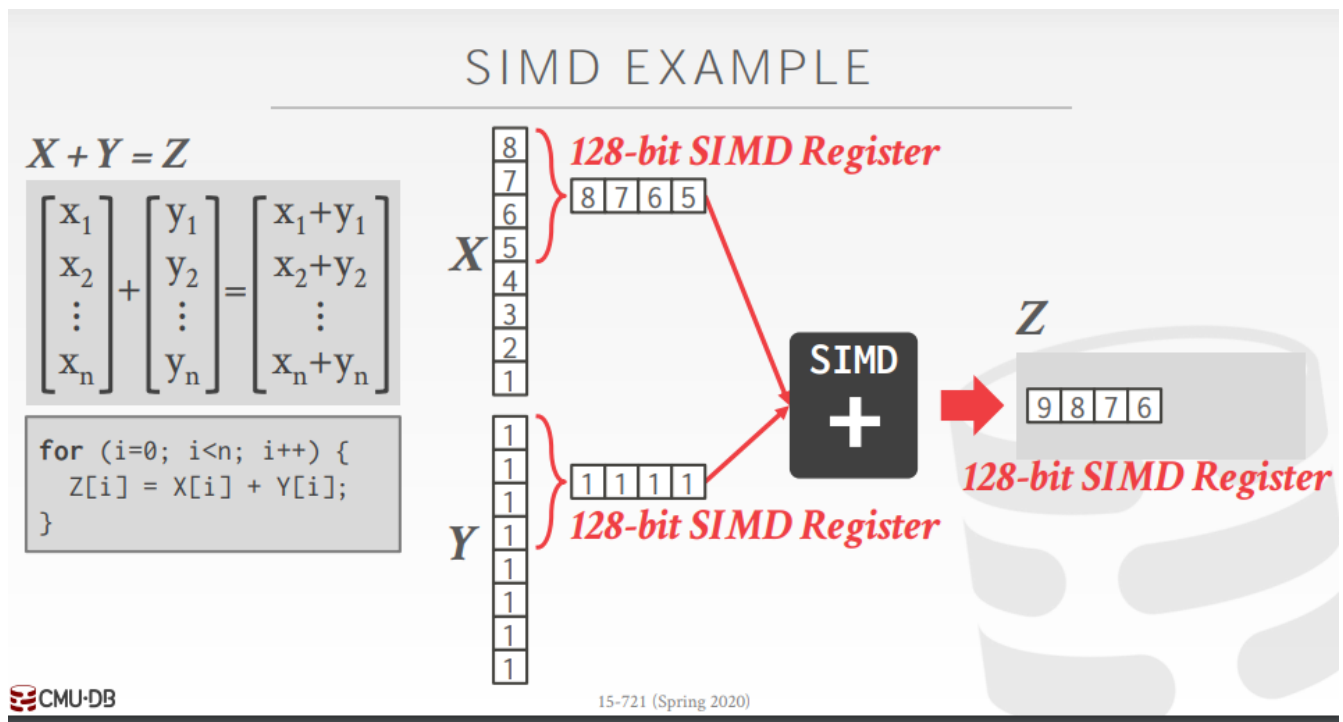 SIMD EXAMPLE
X + Y = Z
[x₁ x₂ ⋮ xₙ] + [y₁ y₂ ⋮ yₙ] = [x₁+y₁ x₂+y₂ ⋮ xₙ+yₙ]
for (i=0; i<n; i++) {
Z[i] = X[i] + Y[i];
}
X
8
7
6
5
4
3
2
1
128-bit SIMD Register
8 7 6 5
Y
1
1
1
1
1
1
1
1
1 1 1 1
128-bit SIMD Register
SIMD
+
Z
9 8 7 6
128-bit SIMD Register
CMU·DB
15-721 (Spring 2020)